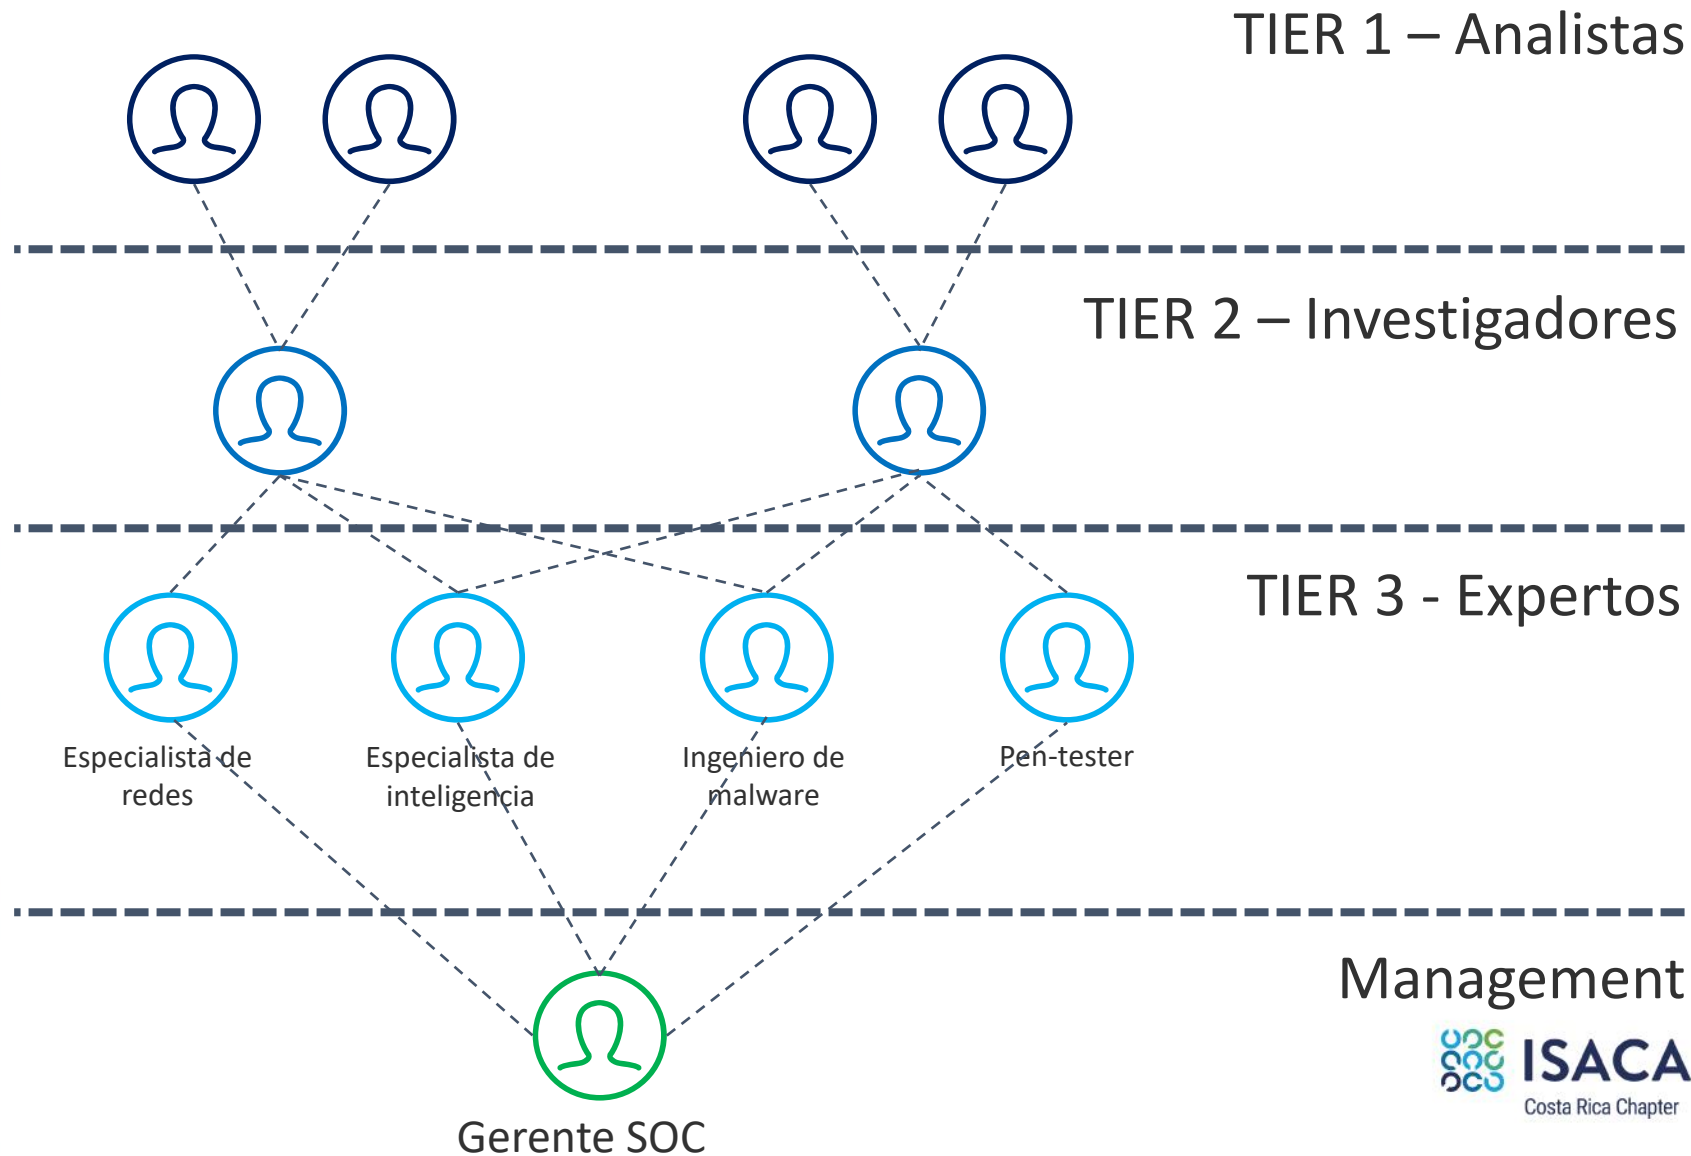 TIER 1 – Analistas
TIER 2 – Investigadores
TIER 3 - Expertos
Especialista de
redes
Especialista de
inteligencia
Ingeniero de
malware
Pen-tester
Management
ISACA
Costa Rica Chapter
Gerente SOC